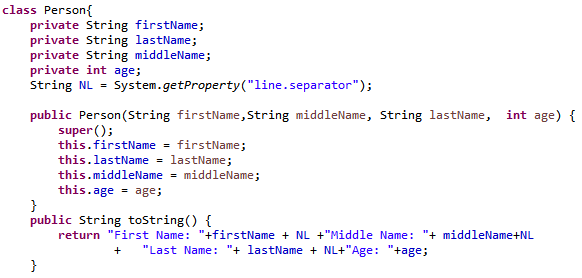 class Person{
    private String firstName;
    private String lastName;
    private String middleName;
    private int age;
    String NL = System.getProperty("line.separator");

    public Person(String firstName,String middleName, String lastName,  int age) {
        super();
        this.firstName = firstName;
        this.lastName = lastName;
        this.middleName = middleName;
        this.age = age;
    }
    public String toString() {
        return "First Name: "+firstName + NL +"Middle Name: "+ middleName+NL
                +   "Last Name: "+ lastName + NL+"Age: "+age;
    }